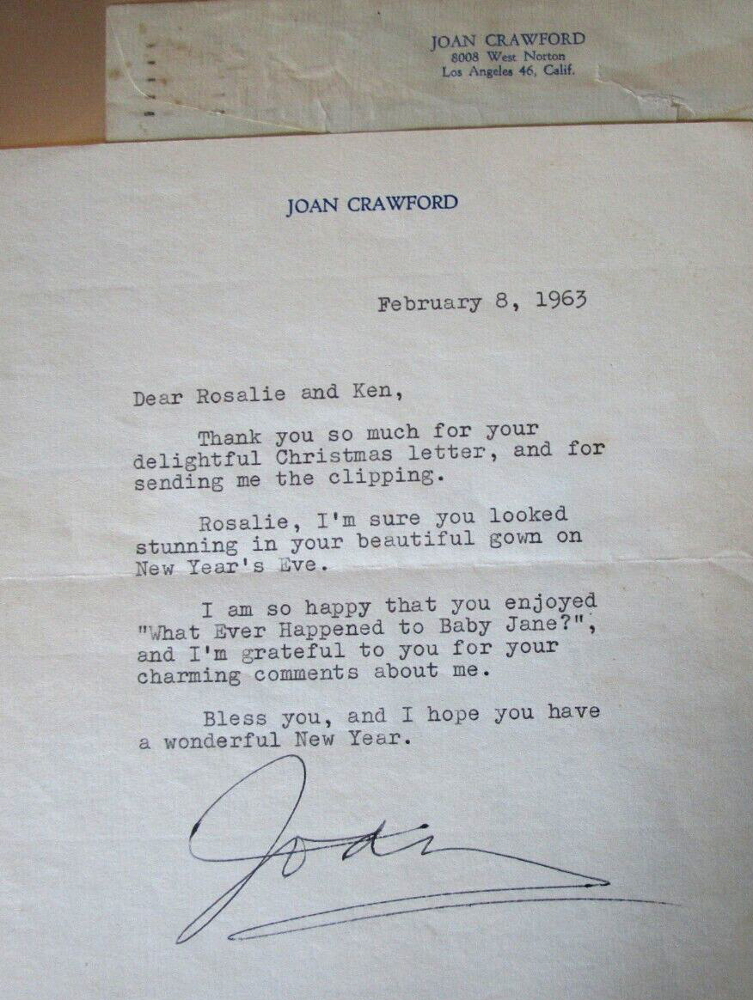 JOAN CRAWFORD
8008 West Norton
Los Angeles 46, Calif.
JOAN CRAWFORD
February 8, 1963
Dear Rosalie and Ken,
Thank you so much for your
delightful Christmas letter, and for
sending me the clipping.
Rosalie, I'm sure you looked
stunning in your beautiful gown on
New Year's Eve.
I am so happy that you enjoyed
"What Ever Happened to Baby Jane?",
and I'm grateful to you for your
charming comments about me.
Bless you, and I hope you have
a wonderful New Year.
Joan